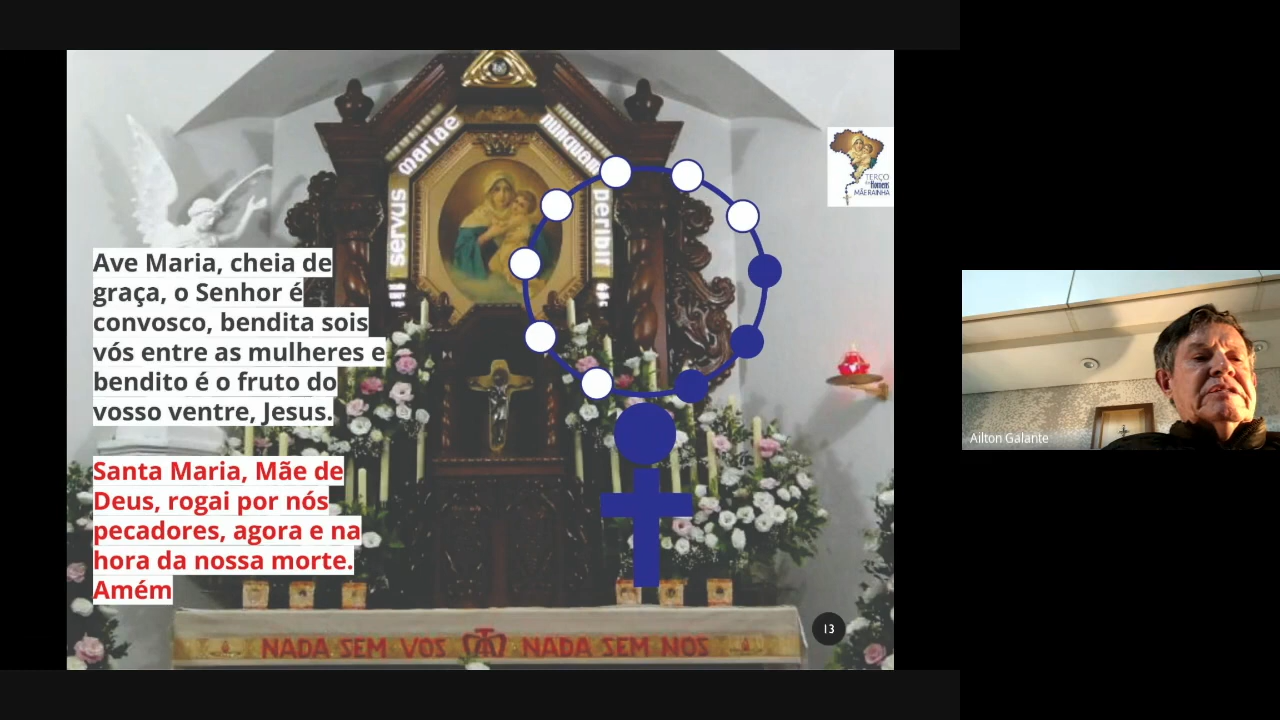 mariae
nunquam
servus
peribit
Ave Maria, cheia de
graça, o Senhor é
convosco, bendita sois
vós entre as mulheres e
bendito é o fruto do
vosso ventre, Jesus.
Santa Maria, Mãe de
Deus, rogai por nós
pecadores, agora e na
hora da nossa morte.
Amém
NADA SEM VOS NADA SEM NOS
13
TERÇO
dos Homens
MÃE RAINHA
Ailton Galante